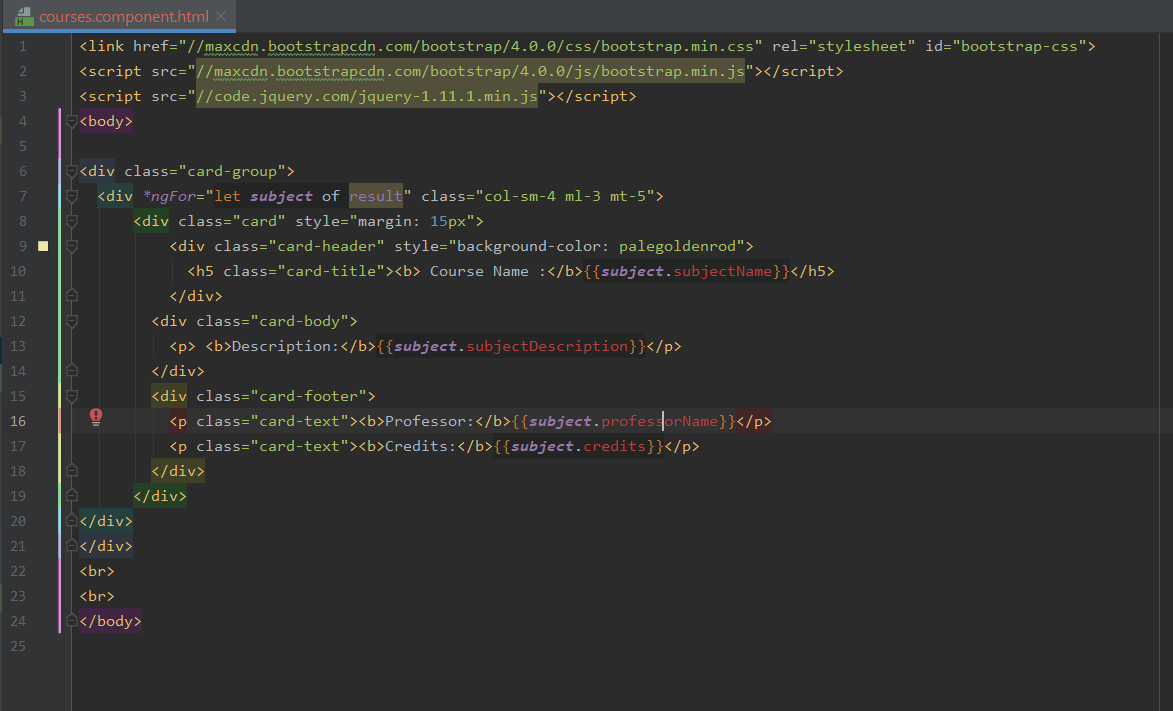 courses.component.html
1 <link href="//maxcdn.bootstrapcdn.com/bootstrap/4.0.0/css/bootstrap.min.css" rel="stylesheet" id="bootstrap-css">
2 <script src="//maxcdn.bootstrapcdn.com/bootstrap/4.0.0/js/bootstrap.min.js"></script>
3 <script src="//code.jquery.com/jquery-1.11.1.min.js"></script>
4 <body>
5
6 <div class="card-group">
7 <div *ngFor="let subject of result" class="col-sm-4 ml-3 mt-5">
8 <div class="card" style="margin: 15px">
9 <div class="card-header" style="background-color: palegoldenrod">
10 <h5 class="card-title"><b> Course Name :</b>{{subject.subjectName}}</h5>
11 </div>
12 <div class="card-body">
13 <p> <b>Description:</b>{{subject.subjectDescription}}</p>
14 </div>
15 <div class="card-footer">
16 <p class="card-text"><b>Professor:</b>{{subject.professorName}}</p>
17 <p class="card-text"><b>Credits:</b>{{subject.credits}}</p>
18 </div>
19 </div>
20 </div>
21 </div>
22 <br>
23 <br>
24 </body>
25